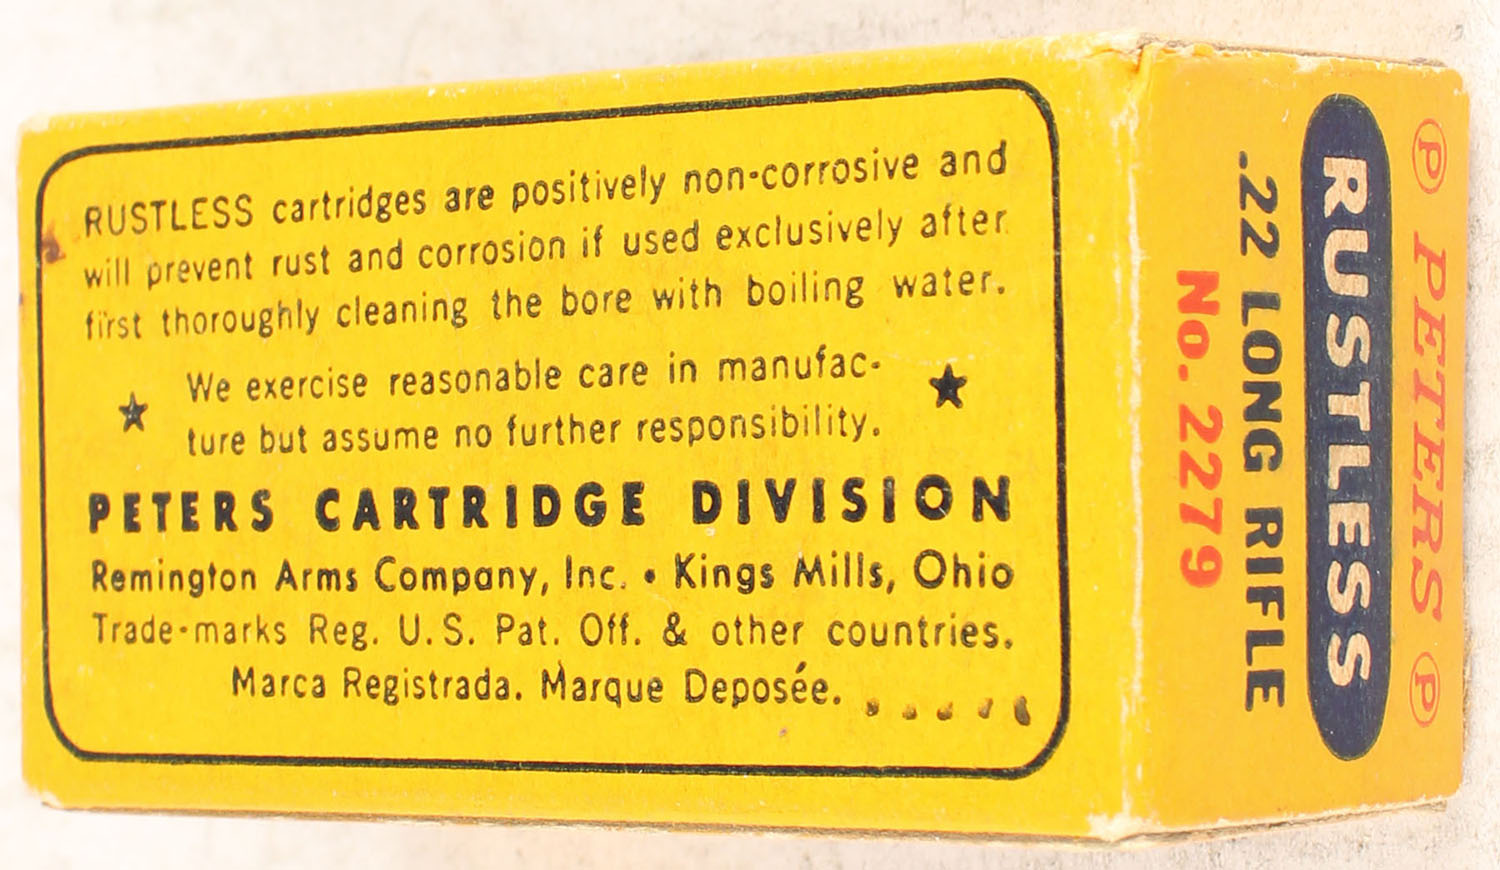 RUSTLESS cartridges are positively non-corrosive and
will prevent rust and corrosion if used exclusively after
first thoroughly cleaning the bore with boiling water.
★ We exercise reasonable care in manufac- ★
ture but assume no further responsibility.
PETERS CARTRIDGE DIVISION
Remington Arms Company, Inc. • Kings Mills, Ohio
Trade-marks Reg. U.S. Pat. Off. & other countries.
Marca Registrada. Marque Deposée.
Ⓟ PETERS Ⓟ
RUSTLESS
.22 LONG RIFLE
No. 2279